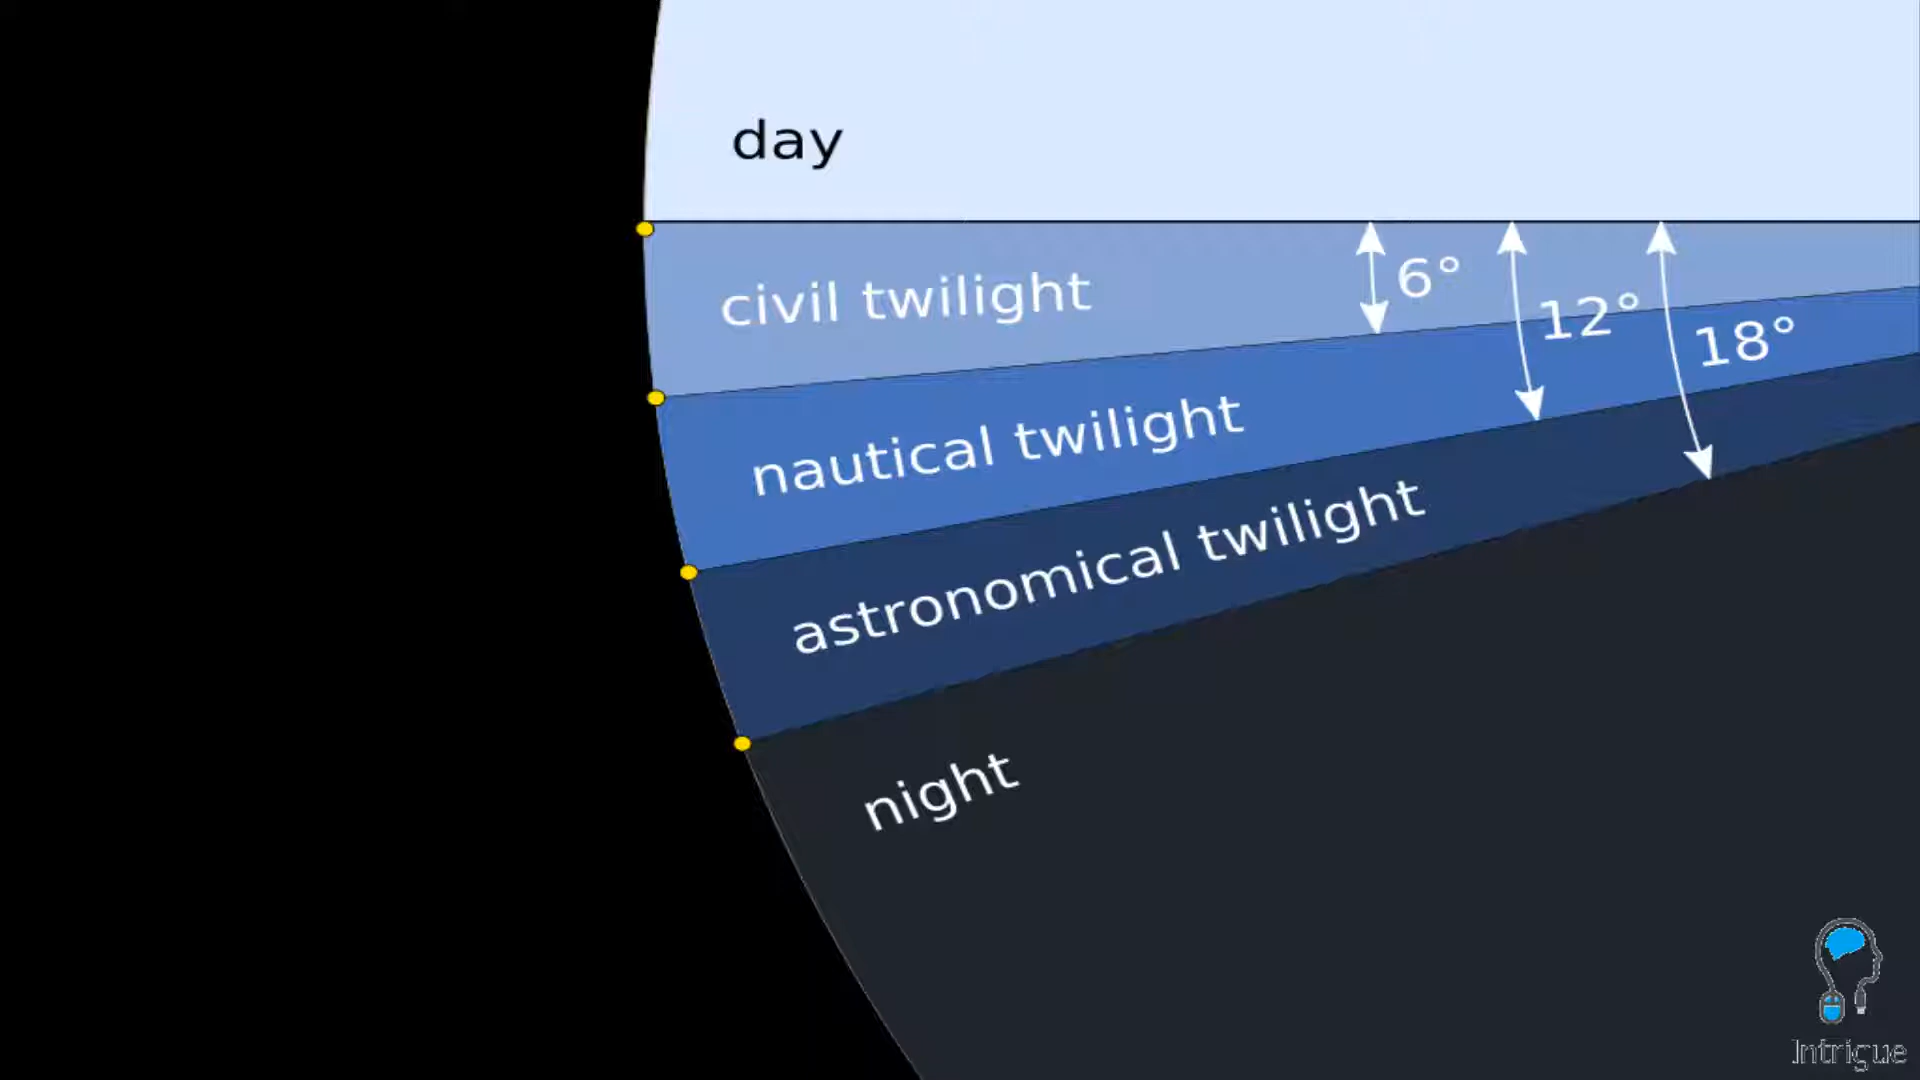 day
civil twilight
6°
12°
18°
nautical twilight
astronomical twilight
night
Intrigue